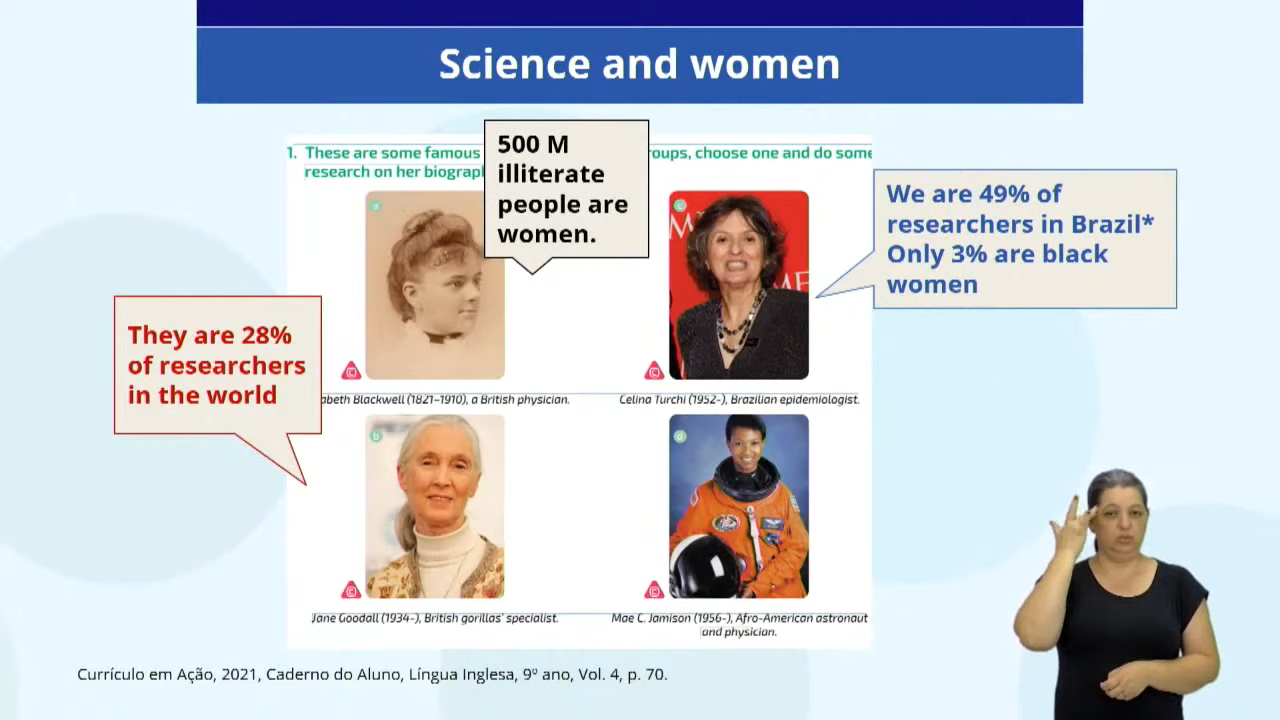 Science and women
1. These are some famous
roups, choose one and do some
research on her biograp
500 M
illiterate
people are
women.
We are 49% of
researchers in Brazil*
Only 3% are black
women
They are 28%
of researchers
in the world
a
c
abeth Blackwell (1821–1910), a British physician.
Celina Turchi (1952-), Brazilian epidemiologist.
b
d
Jane Goodall (1934-), British gorillas' specialist.
Mae C. Jamison (1956-), Afro-American astronaut
and physician.
Currículo em Ação, 2021, Caderno do Aluno, Língua Inglesa, 9º ano, Vol. 4, p. 70.